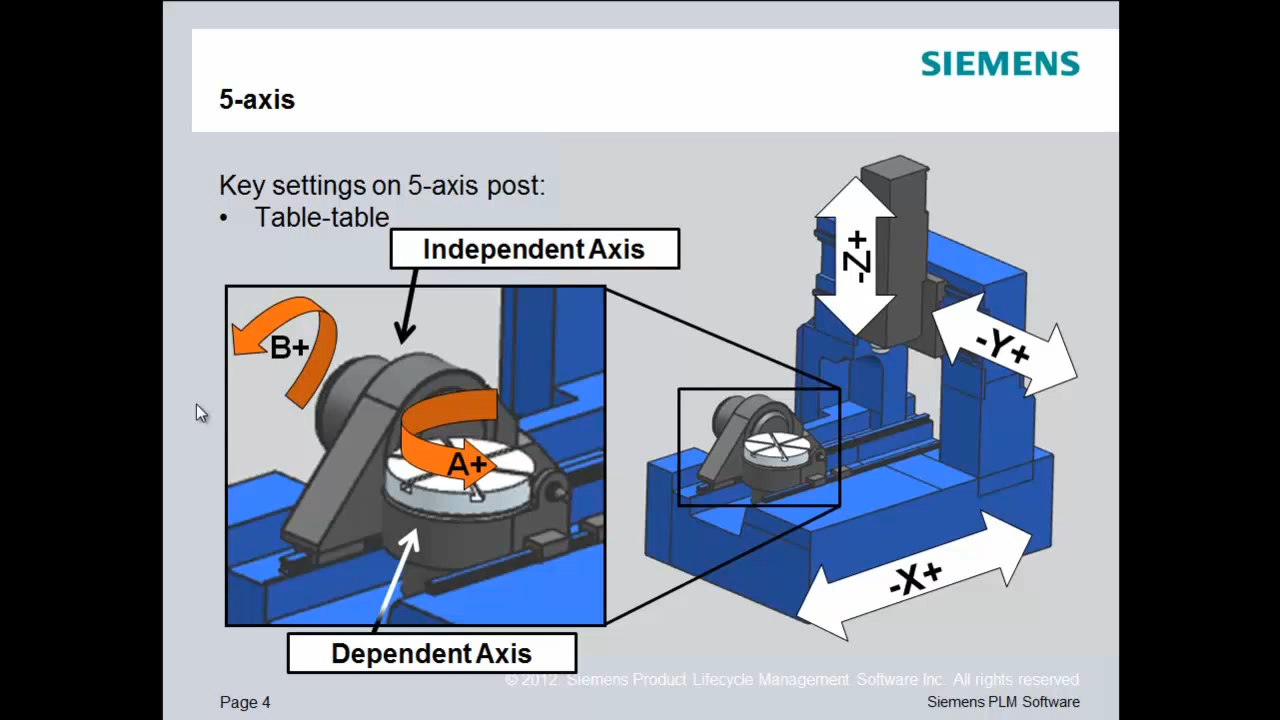 SIEMENS
5-axis
Key settings on 5-axis post:
• Table-table
Independent Axis
B+
A+
Dependent Axis
-Z+
-Y+
-X+
© 2012. Siemens Product Lifecycle Management Software Inc. All rights reserved
Page 4
Siemens PLM Software